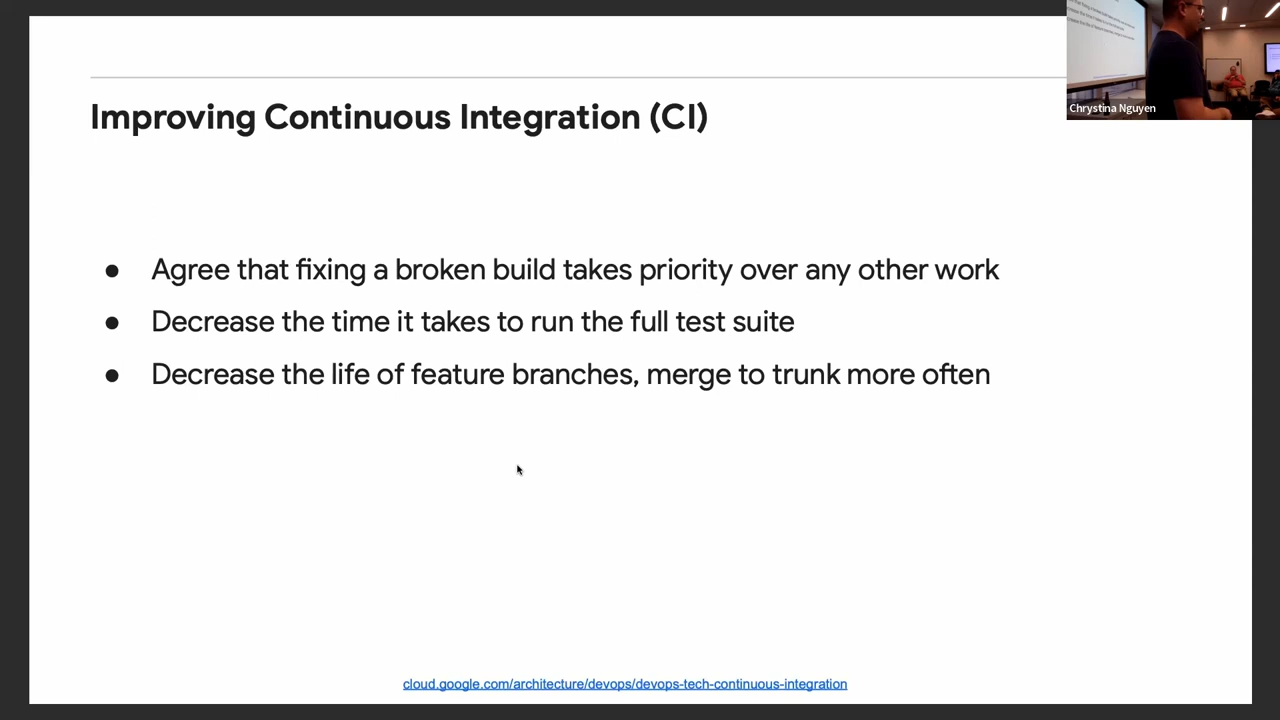 Improving Continuous Integration (CI)
Chrystina Nguyen
● Agree that fixing a broken build takes priority over any other work
● Decrease the time it takes to run the full test suite
● Decrease the life of feature branches, merge to trunk more often
cloud.google.com/architecture/devops/devops-tech-continuous-integration